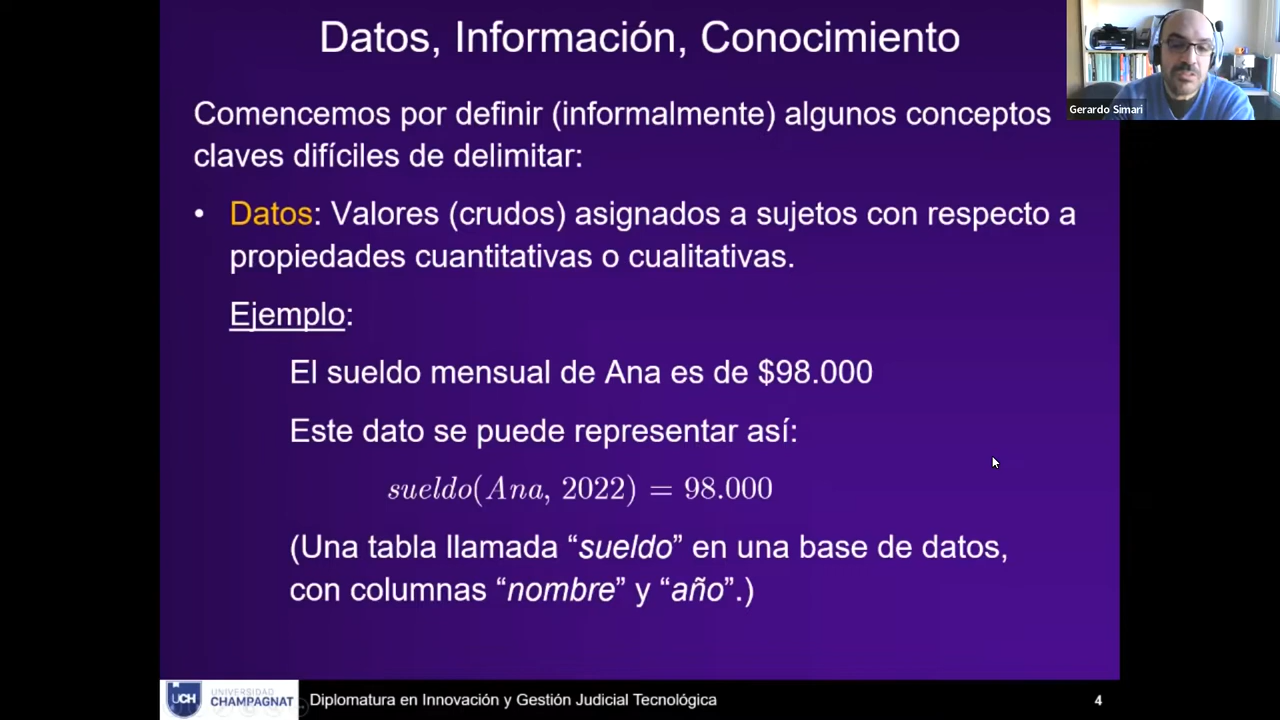 Datos, Información, Conocimiento
Gerardo Simari
Comencemos por definir (informalmente) algunos conceptos
claves difíciles de delimitar:
• Datos: Valores (crudos) asignados a sujetos con respecto a
propiedades cuantitativas o cualitativas.
Ejemplo:
El sueldo mensual de Ana es de $98.000
Este dato se puede representar así:
sueldo(Ana, 2022) = 98.000
(Una tabla llamada “sueldo” en una base de datos,
con columnas “nombre” y “año”.)
UCH
UNIVERSIDAD
CHAMPAGNAT
Diplomatura en Innovación y Gestión Judicial Tecnológica
4